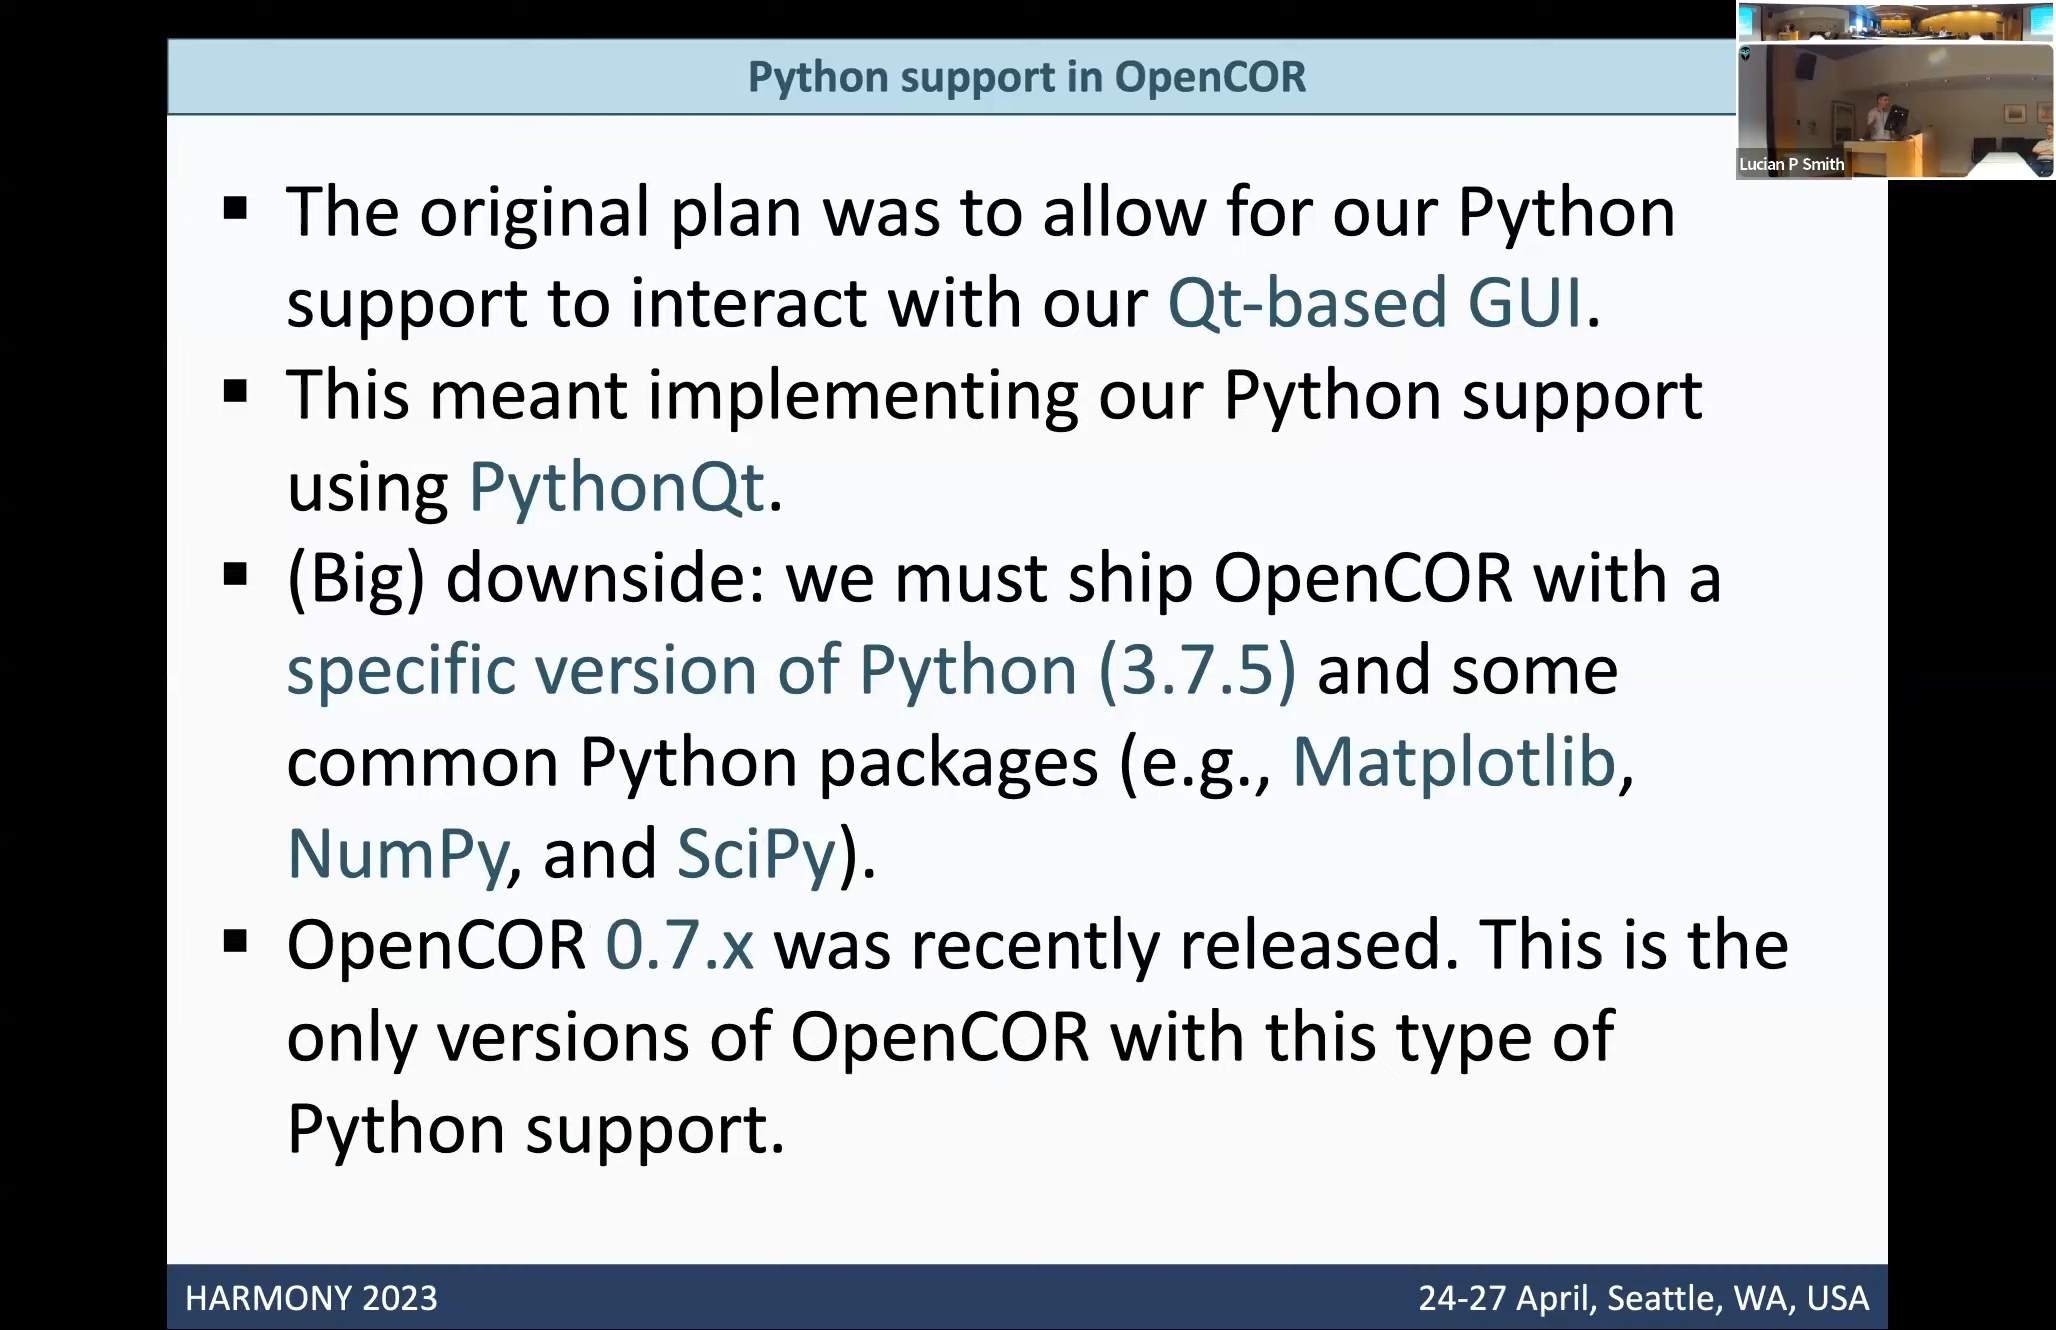 Python support in OpenCOR
Lucian P Smith
▪ The original plan was to allow for our Python
support to interact with our Qt-based GUI.
▪ This meant implementing our Python support
using PythonQt.
▪ (Big) downside: we must ship OpenCOR with a
specific version of Python (3.7.5) and some
common Python packages (e.g., Matplotlib,
NumPy, and SciPy).
▪ OpenCOR 0.7.x was recently released. This is the
only versions of OpenCOR with this type of
Python support.
HARMONY 2023
24-27 April, Seattle, WA, USA